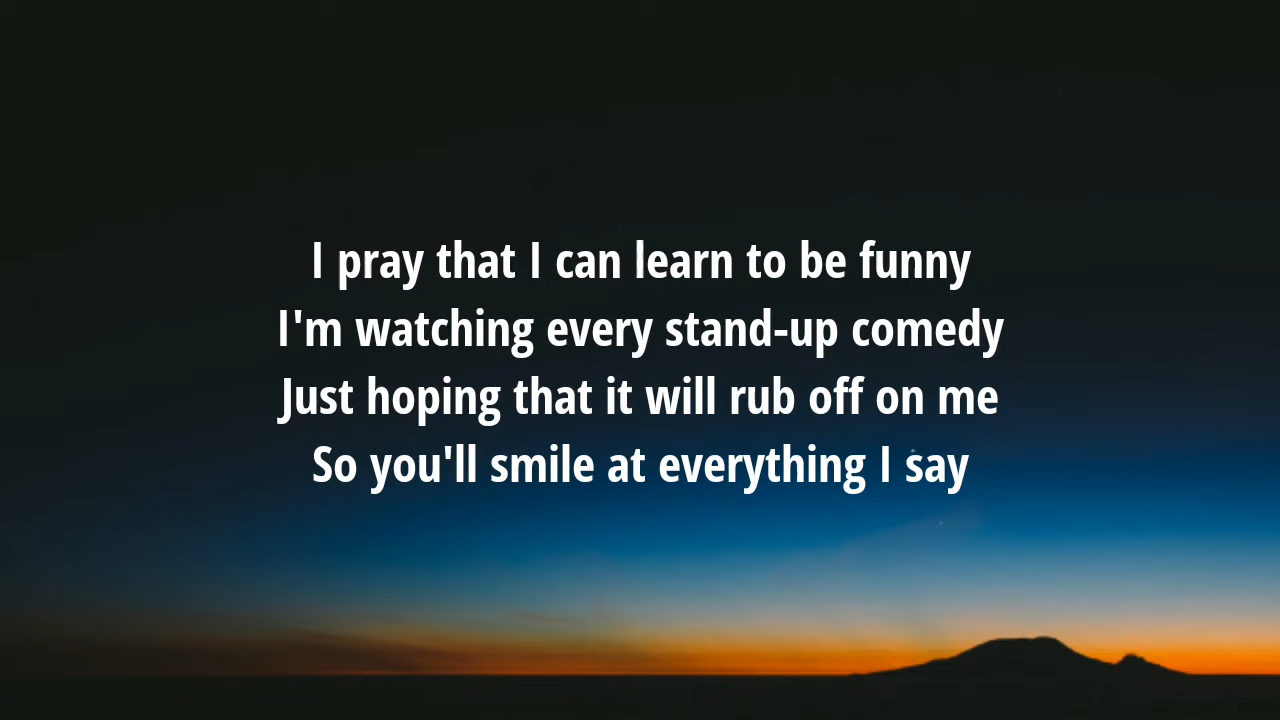 I pray that I can learn to be funny
I'm watching every stand-up comedy
Just hoping that it will rub off on me
So you'll smile at everything I say